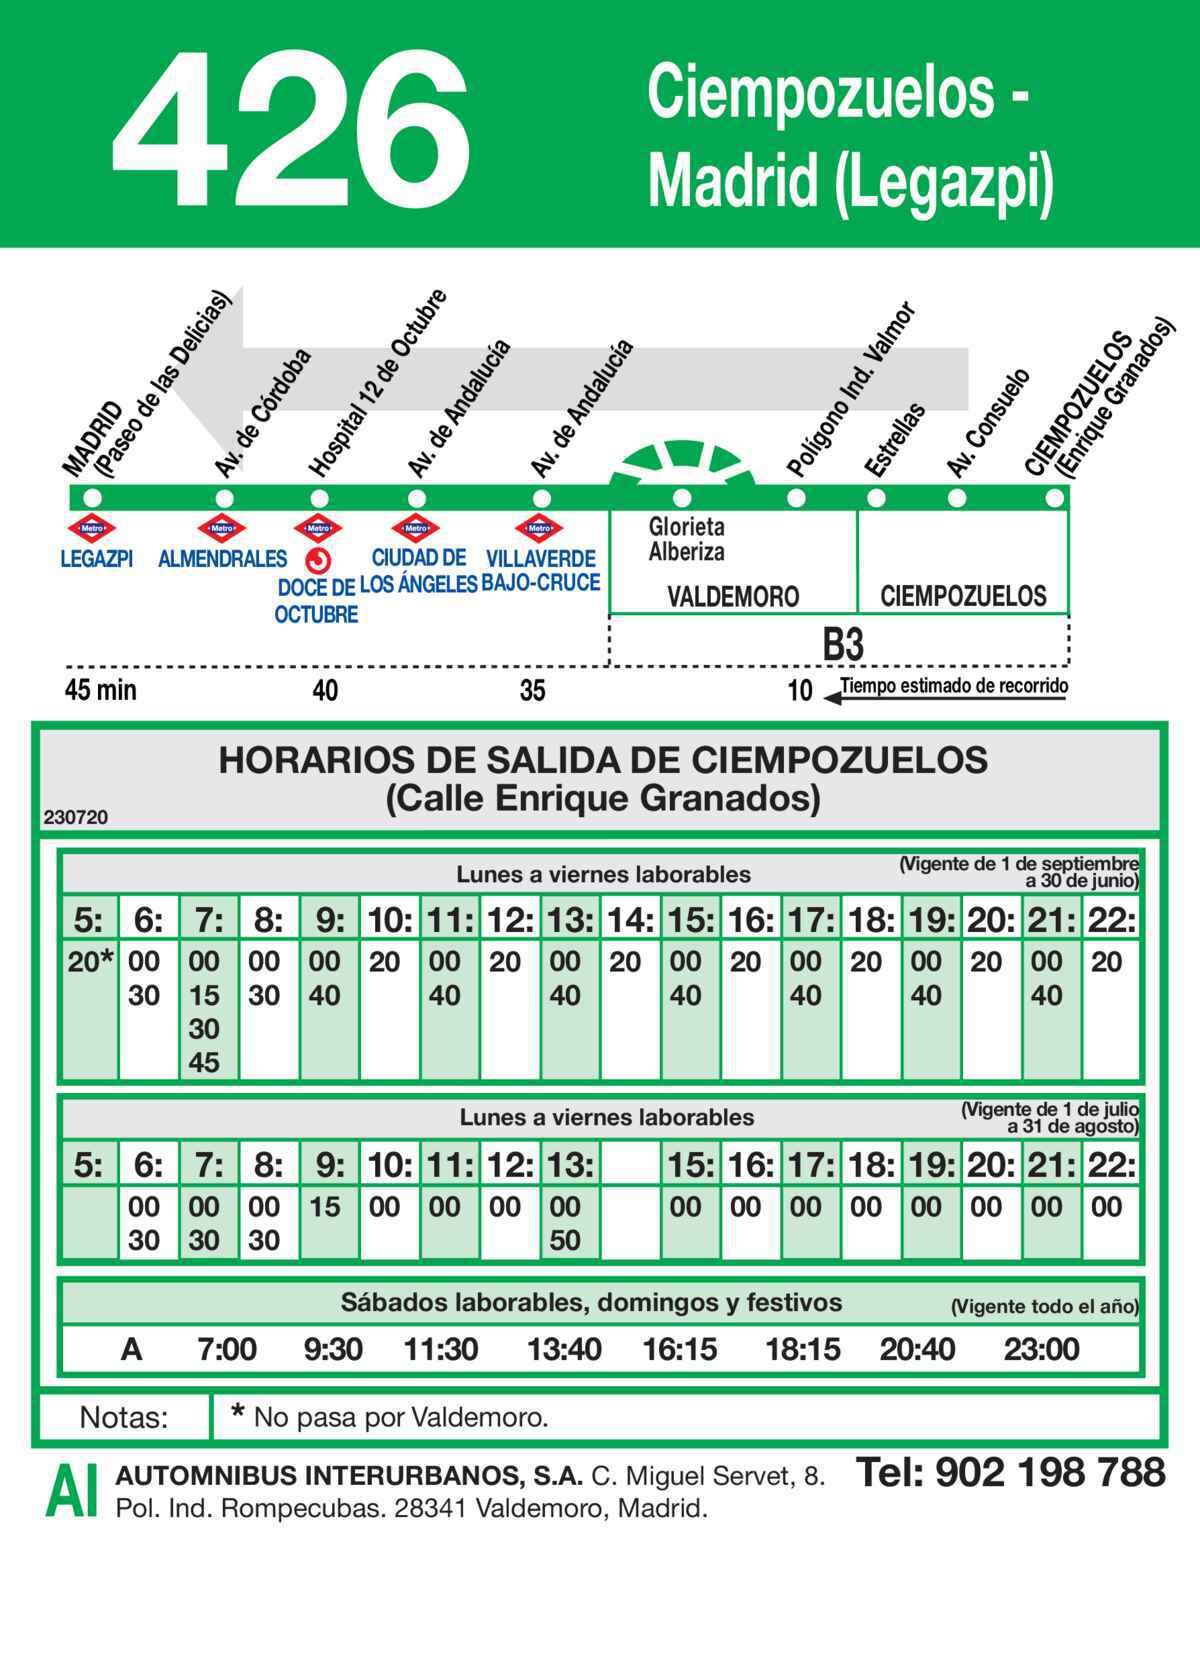 426
Ciempozuelos -
Madrid (Legazpi)
MADRID
(Paseo de las Delicias)
Av. de Córdoba
Hospital 12 de Octubre
Av. de Andalucía
Av. de Andalucía
Polígono Ind. Valmor
Estrellas
Av. Consuelo
CIEMPOZUELOS
(Enrique Granados)
Metro Metro Metro Metro Metro
LEGAZPI
ALMENDRALES
DOCE DE
OCTUBRE
CIUDAD DE
LOS ÁNGELES
VILLAVERDE
BAJO-CRUCE
Glorieta
Alberiza
VALDEMORO
CIEMPOZUELOS
B3
45 min 40 35 10 Tiempo estimado de recorrido
HORARIOS DE SALIDA DE CIEMPOZUELOS
(Calle Enrique Granados)
230720
Lunes a viernes laborables
(Vigente de 1 de septiembre
a 30 de junio)
5: 6: 7: 8: 9: 10: 11: 12: 13: 14: 15: 16: 17: 18: 19: 20: 21: 22:
20* 00 00 00 00 20 00 20 00 20 00 20 00 20 00 20 00 20
30 15 30 40 40 40 40 40 40 40
30
45
Lunes a viernes laborables
(Vigente de 1 de julio
a 31 de agosto)
5: 6: 7: 8: 9: 10: 11: 12: 13: 15: 16: 17: 18: 19: 20: 21: 22:
00 00 00 15 00 00 00 00 00 00 00 00 00 00 00 00
30 30 30 50
Sábados laborables, domingos y festivos
(Vigente todo el año)
A 7:00 9:30 11:30 13:40 16:15 18:15 20:40 23:00
Notas: * No pasa por Valdemoro.
AI
AUTOMNIBUS INTERURBANOS, S.A. C. Miguel Servet, 8.
Pol. Ind. Rompecubas. 28341 Valdemoro, Madrid.
Tel: 902 198 788